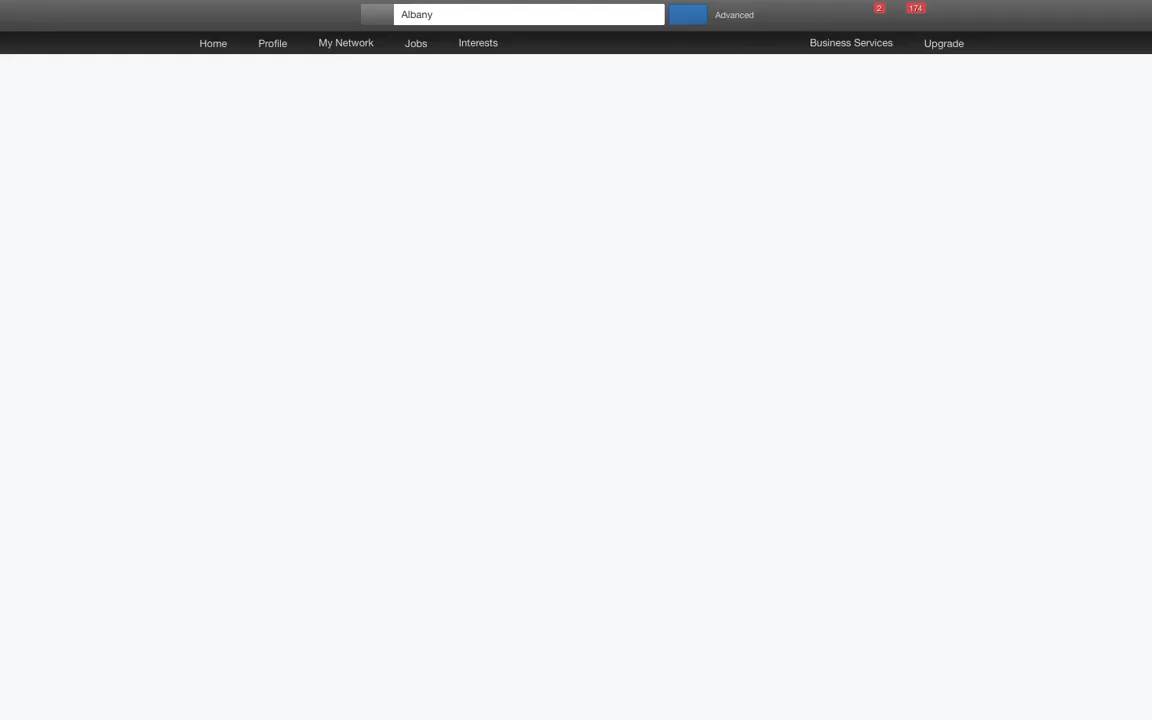 Albany
Advanced
2
174
Home
Profile
My Network
Jobs
Interests
Business Services
Upgrade